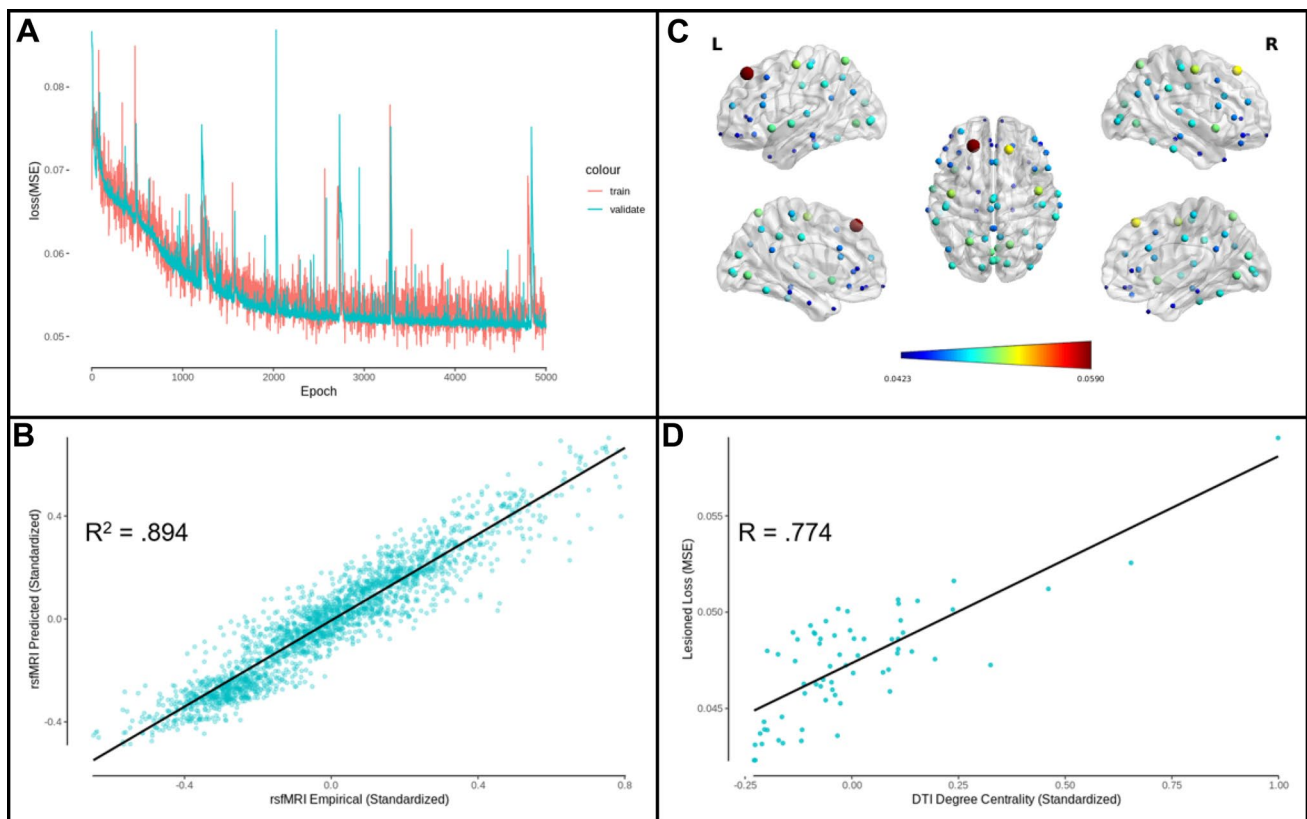 A
loss(MSE)
0.08
0.07
0.06
0.05
0
1000
2000
3000
4000
5000
Epoch
colour
train
validate
C
L
R
0.0423
0.0590
B
rsfMRI Predicted (Standardized)
0.4
0.0
-0.4
R² = .894
-0.4
0.0
0.4
0.8
rsfMRI Empirical (Standardized)
D
Lesioned Loss (MSE)
0.055
0.050
0.045
R = .774
-0.25
0.00
0.25
0.50
0.75
1.00
DTI Degree Centrality (Standardized)